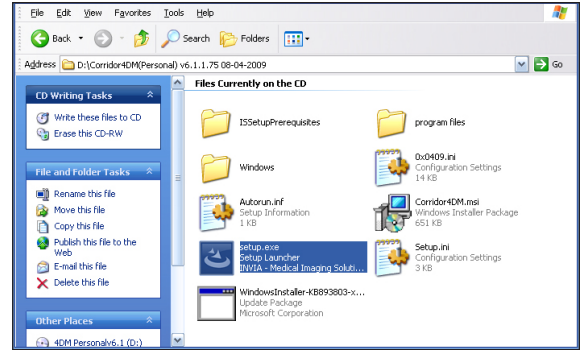 File Edit View Favorites Tools Help
Back Search Folders
Address D:\Corridor4DM(Personal) v6.1.1.75 08-04-2009 Go
CD Writing Tasks
Write these files to CD
Erase this CD-RW
File and Folder Tasks
Rename this file
Move this file
Copy this file
Publish this file to the
Web
E-mail this file
Delete this file
Other Places
4DM Personalv6.1 (D:)
Files Currently on the CD
ISSetupPrerequisites
program files
Windows
0x0409.ini
Configuration Settings
14 KB
Autorun.inf
Setup Information
1 KB
Corridor4DM.msi
Windows Installer Package
651 KB
setup.exe
Setup Launcher
INVIA - Medical Imaging Soluti...
Setup.ini
Configuration Settings
3 KB
WindowsInstaller-KB893803-x...
Update Package
Microsoft Corporation